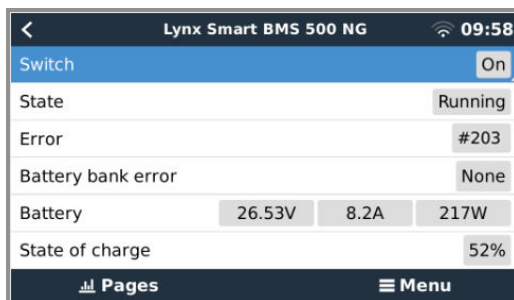 Lynx Smart BMS 500 NG 09:58
Switch On
State Running
Error #203
Battery bank error None
Battery 26.53V 8.2A 217W
State of charge 52%
Pages Menu